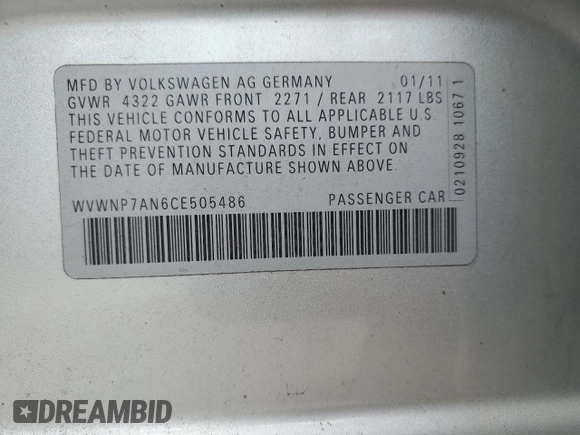 MFD BY VOLKSWAGEN AG GERMANY 01/11
GVWR 4322 GAWR FRONT 2271 / REAR 2117 LBS
THIS VEHICLE CONFORMS TO ALL APPLICABLE U.S.
FEDERAL MOTOR VEHICLE SAFETY, BUMPER AND
THEFT PREVENTION STANDARDS IN EFFECT ON
THE DATE OF MANUFACTURE SHOWN ABOVE.
WVWNP7AN6CE505486 PASSENGER CAR
0210928 10671
DREAMBID